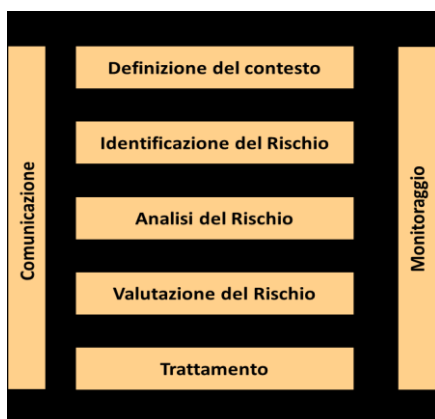 Definizione del contesto
Identificazione del Rischio
Analisi del Rischio
Valutazione del Rischio
Trattamento
Comunicazione
Monitoraggio